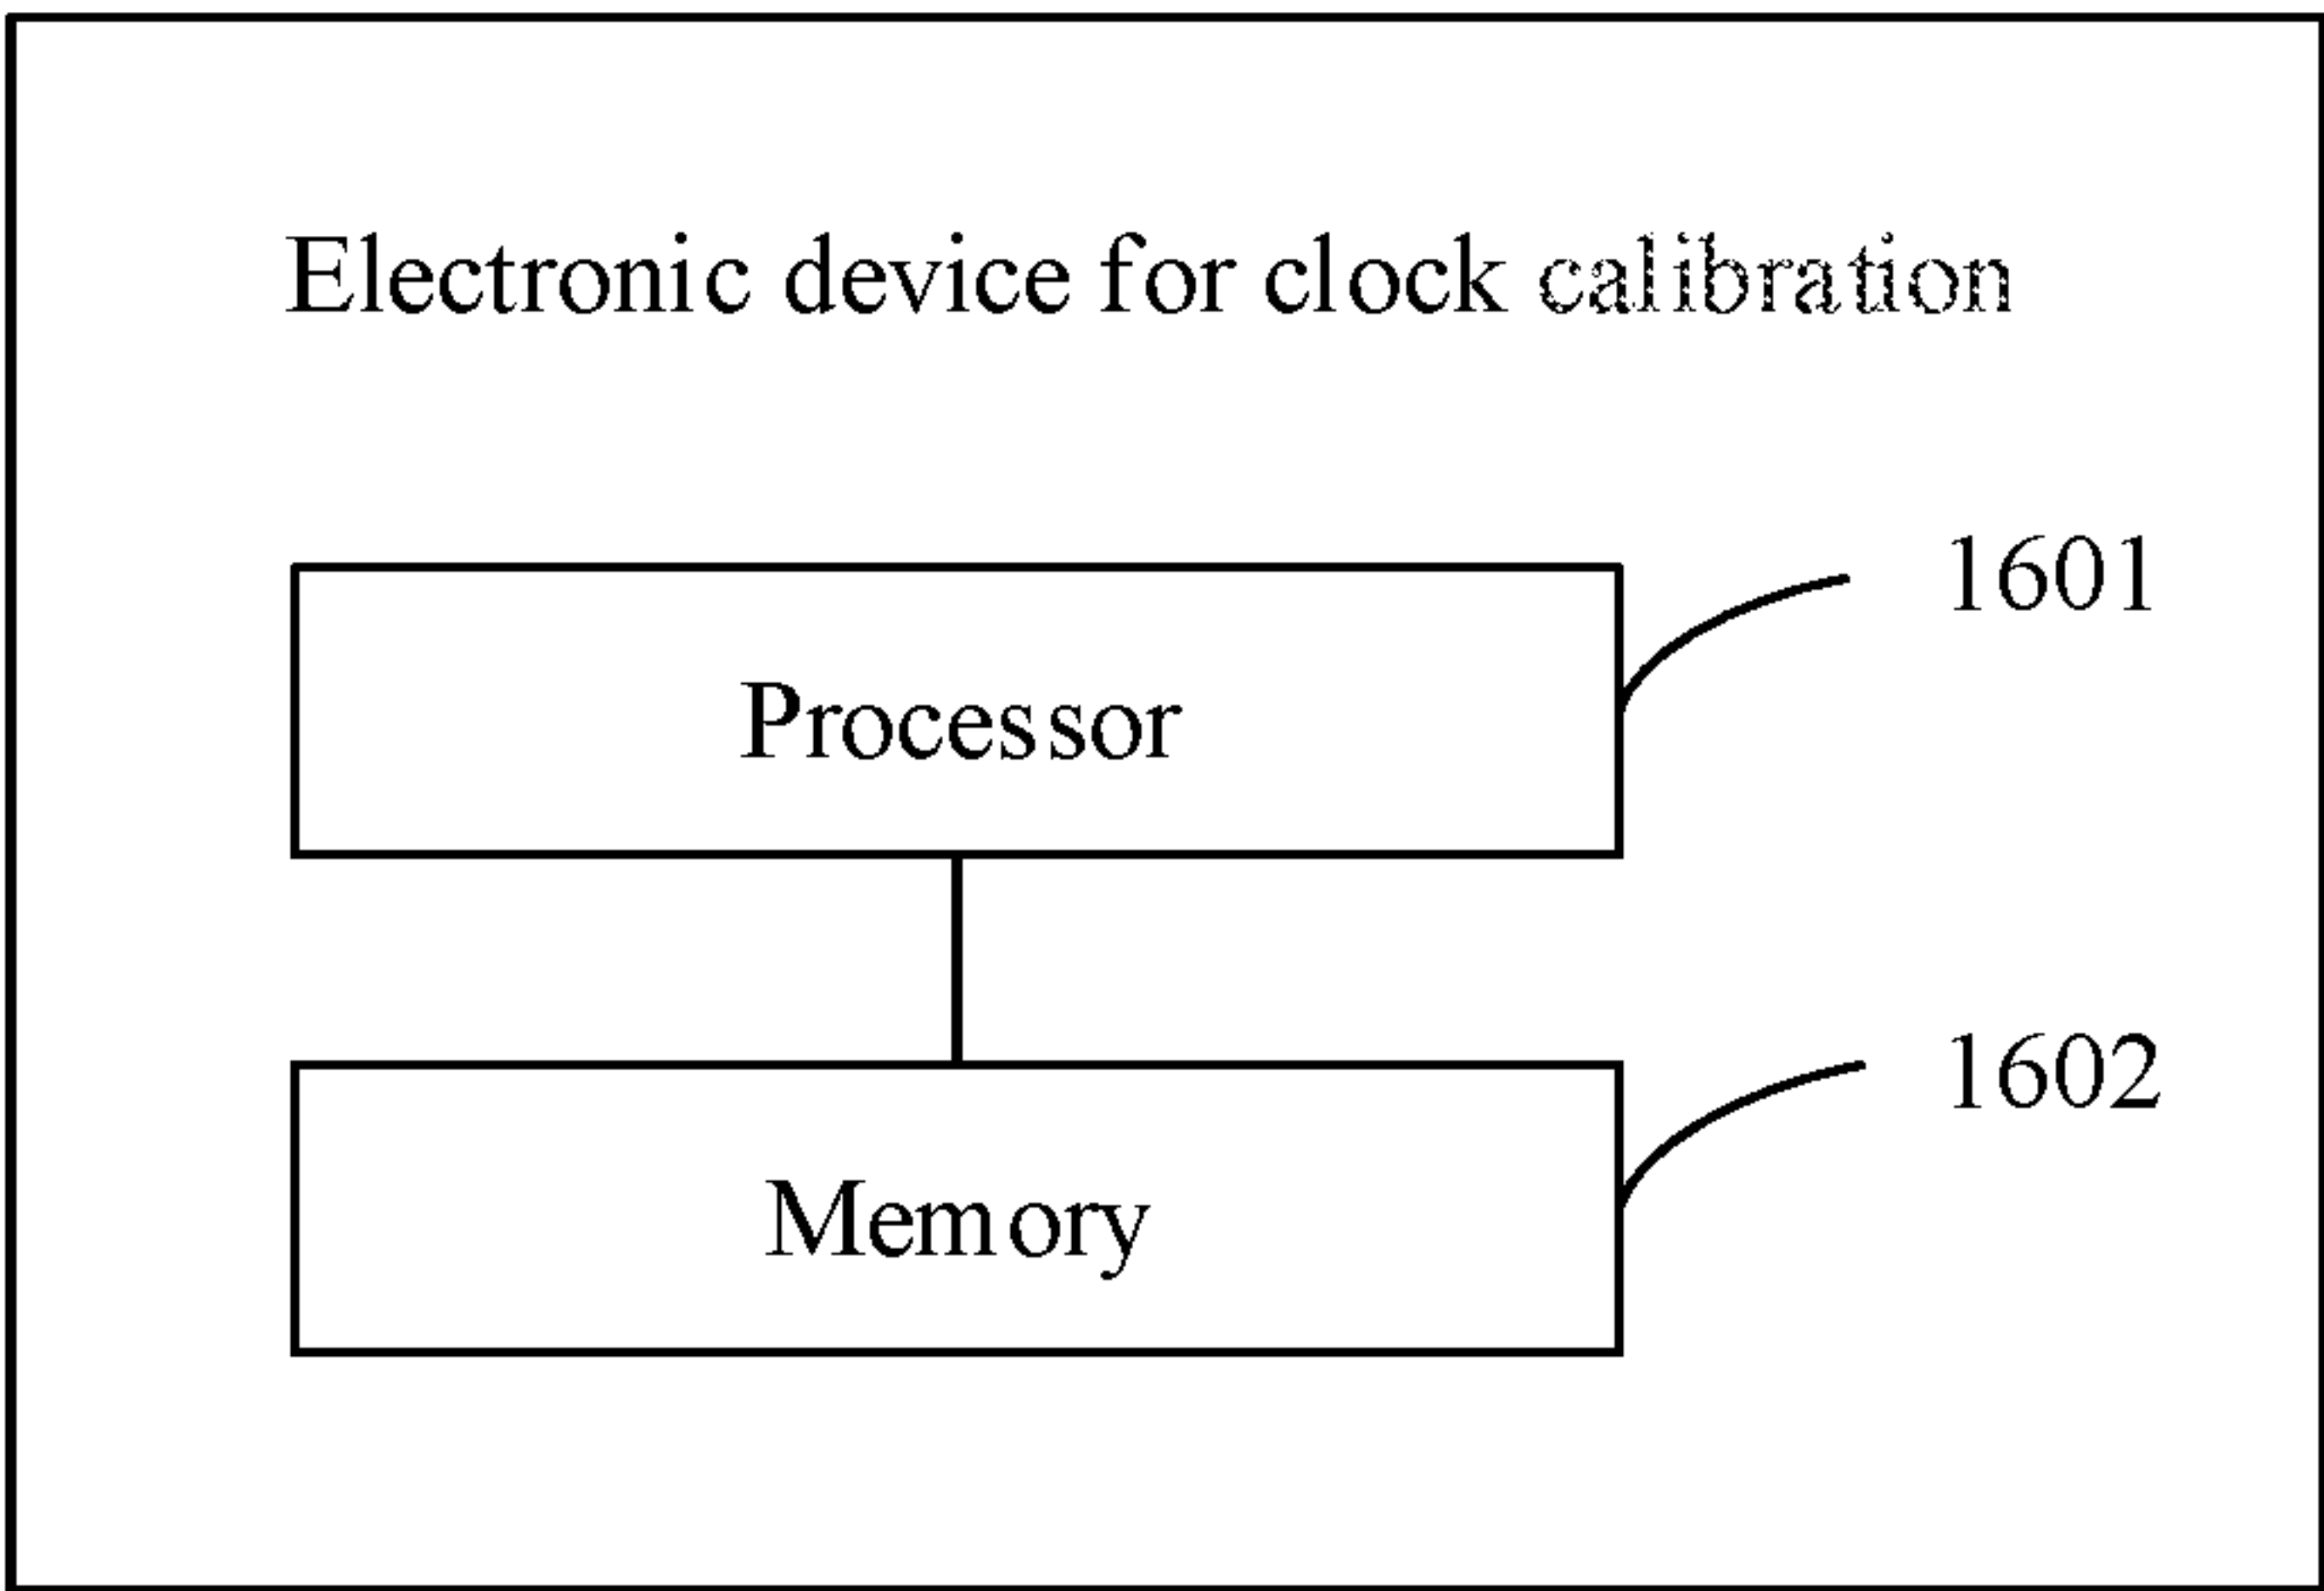 Electronic device for clock calibration
1601
Processor
1602
Memory